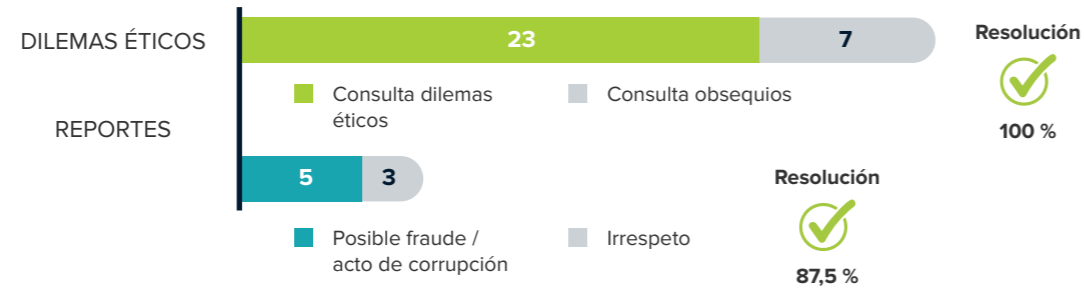 DILEMAS ÉTICOS
23
7
Resolución
100 %
Consulta dilemas
éticos
Consulta obsequios
REPORTES
5
3
Resolución
87,5 %
Posible fraude /
acto de corrupción
Irrespeto